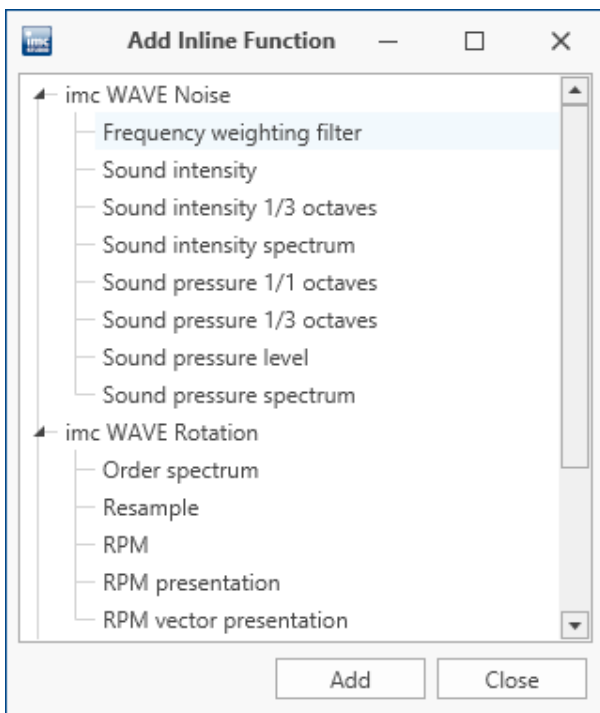 imc
Add Inline Function
imc WAVE Noise
Frequency weighting filter
Sound intensity
Sound intensity 1/3 octaves
Sound intensity spectrum
Sound pressure 1/1 octaves
Sound pressure 1/3 octaves
Sound pressure level
Sound pressure spectrum
imc WAVE Rotation
Order spectrum
Resample
RPM
RPM presentation
RPM vector presentation
Add
Close